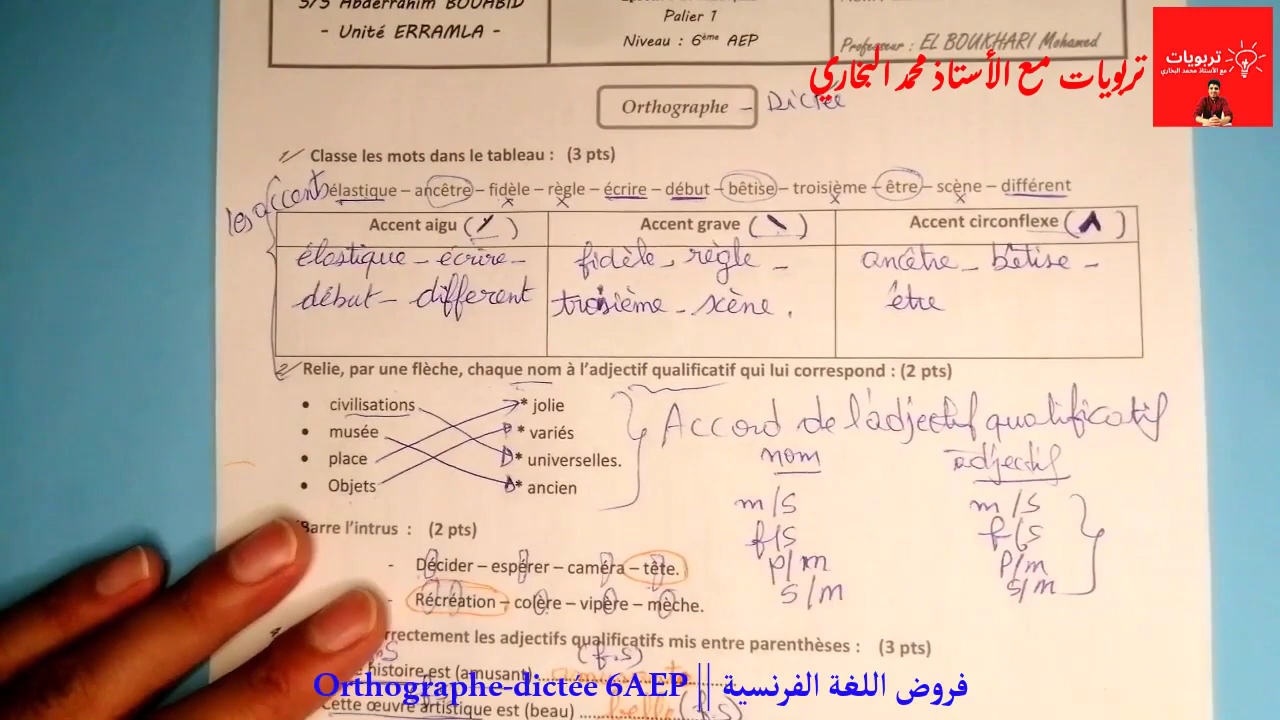 S/S Abderrahim BOUABID
- Unité ERRAMLA -
Palier 1
Niveau : 6ème AEP
Professeur : EL BOUKHARI Mohamed
تربويات
مع الأستاذ محمد البخاري
تربويات مع الأستاذ محمد البخاري
Orthographe - Dictée
1/ Classe les mots dans le tableau : (3 pts)
les accents
élastique – ancêtre – fidèle – règle – écrire – début – bêtise – troisième – être – scène – différent
Accent aigu ( / ) Accent grave ( \ ) Accent circonflexe ( ^ )
élastique - écrire - fidèle - règle - ancêtre - bêtise -
début - différent troisième - scène . être
2/ Relie, par une flèche, chaque nom à l'adjectif qualificatif qui lui correspond : (2 pts)
• civilisations * jolie
• musée * variés
• place * universelles.
• Objets * ancien
Accord de l'adjectif qualificatif
nom adjectif
m/s m/s
f/s f/s
p/m p/m
s/m s/m
Barre l'intrus : (2 pts)
- Décider – espérer – caméra – tête.
- Récréation – colère – vipère – mèche.
rrectement les adjectifs qualificatifs mis entre parenthèses : (3 pts)
(f.s)
histoire est (amusant)
Cette œuvre artistique est (beau) belle (f.s)
Orthographe-dictée 6AEP || فروض اللغة الفرنسية